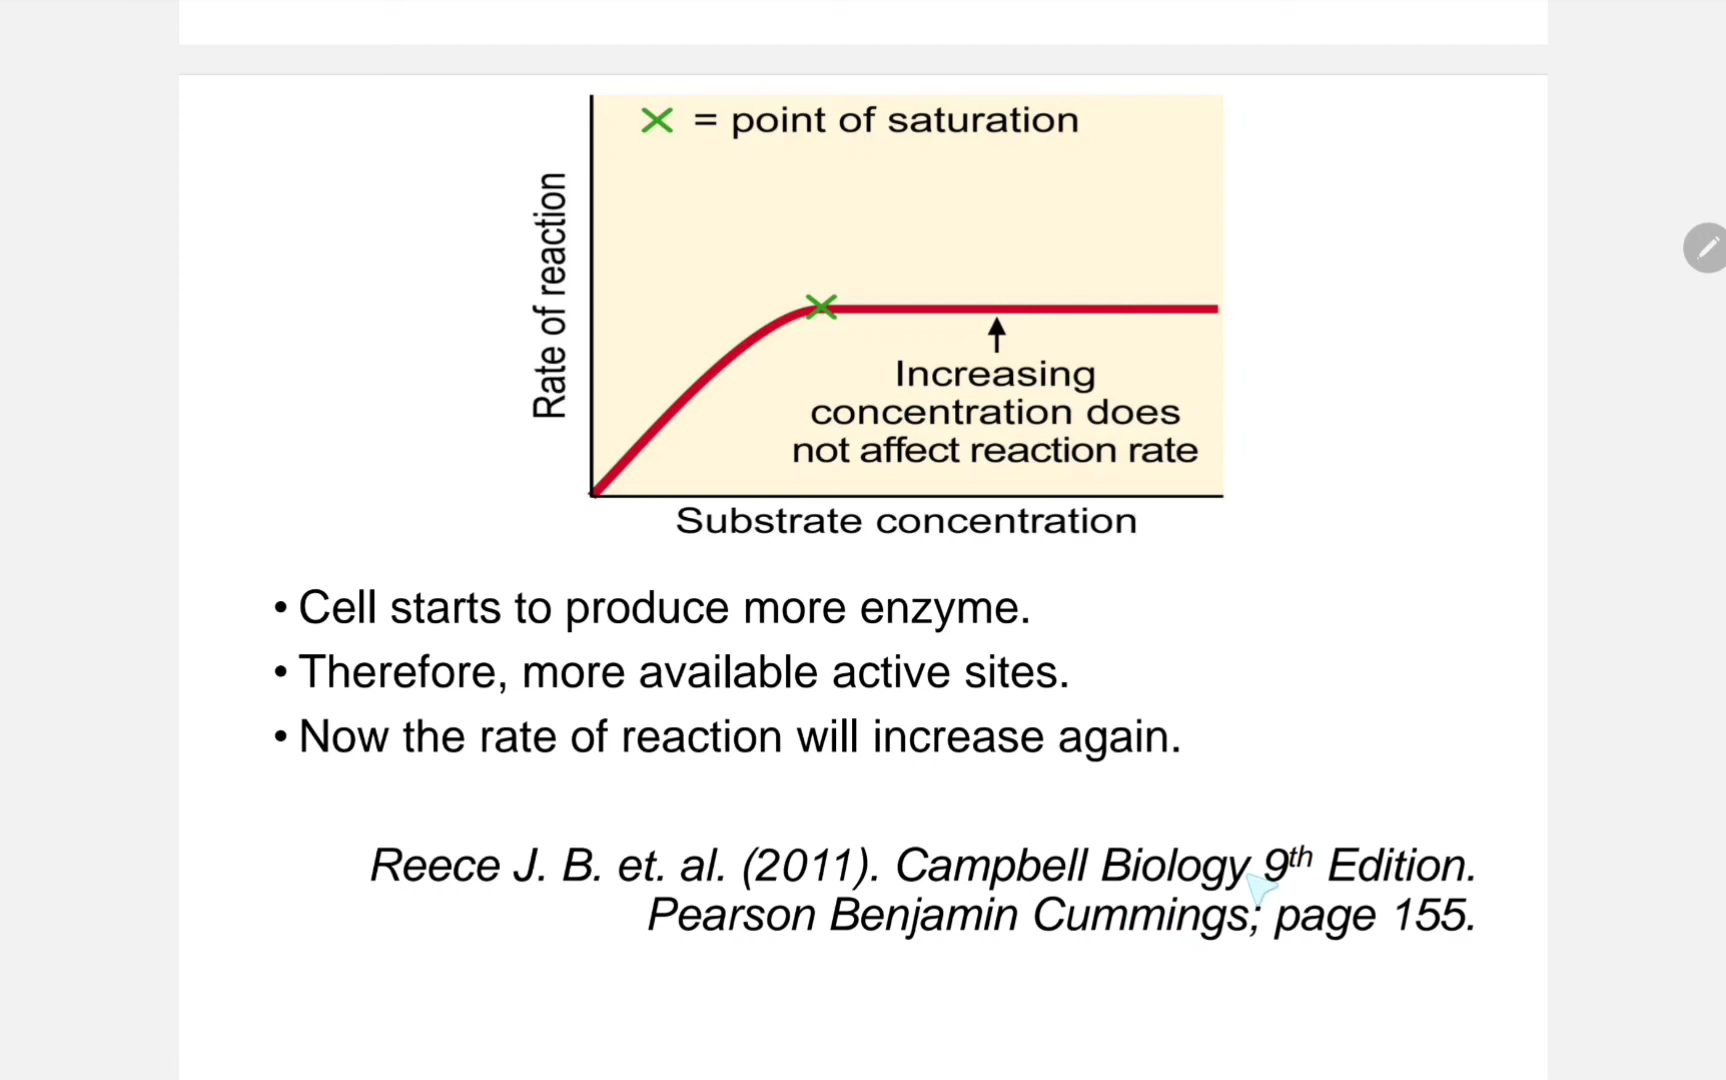 = point of saturation
Rate of reaction
Increasing
concentration does
not affect reaction rate
Substrate concentration
• Cell starts to produce more enzyme.
• Therefore, more available active sites.
• Now the rate of reaction will increase again.
Reece J. B. et. al. (2011). Campbell Biology 9th Edition.
Pearson Benjamin Cummings; page 155.